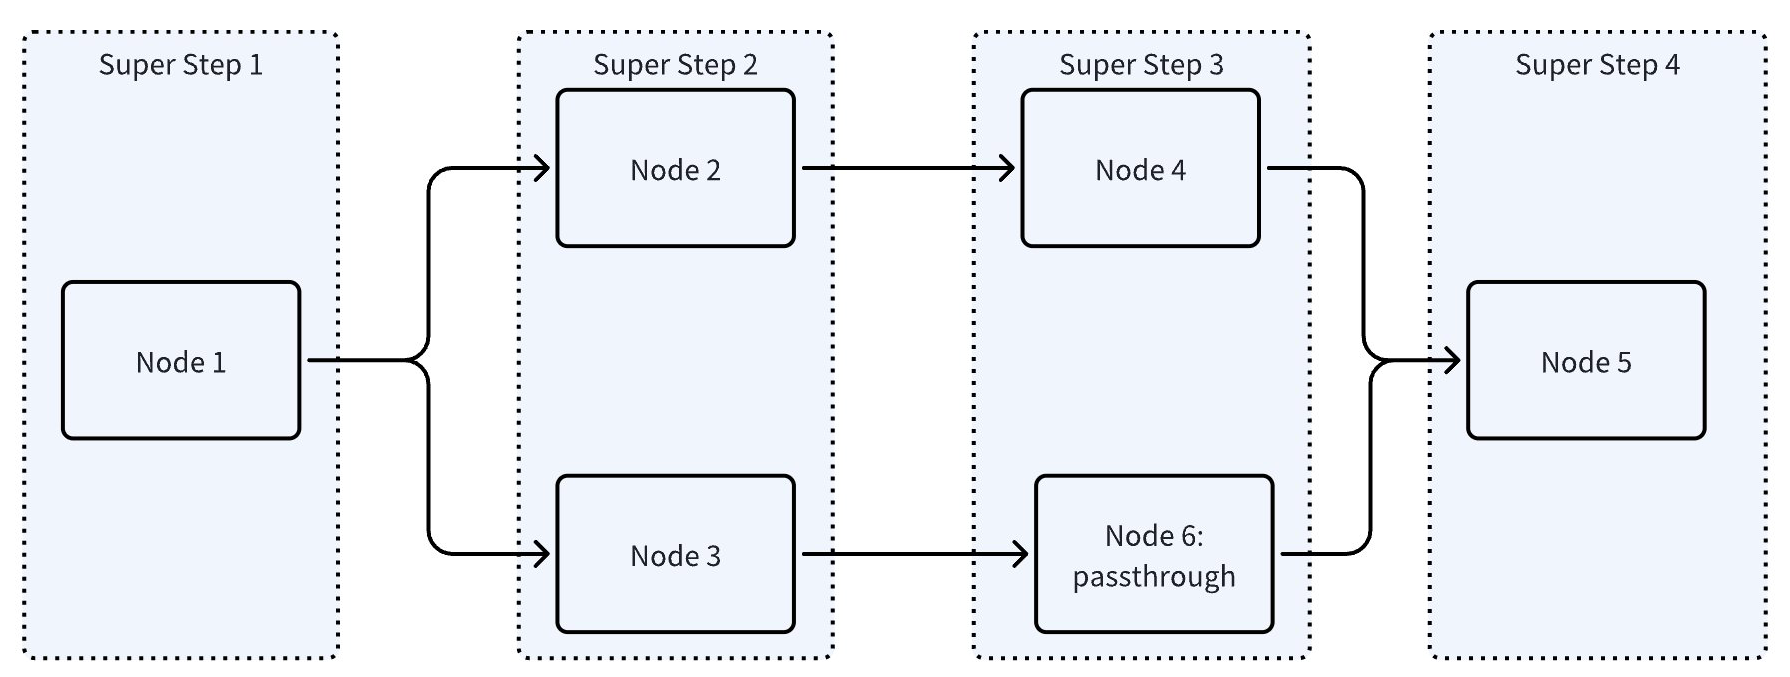 Super Step 1
Super Step 2
Super Step 3
Super Step 4
Node 2
Node 4
Node 1
Node 5
Node 3
Node 6:
passthrough